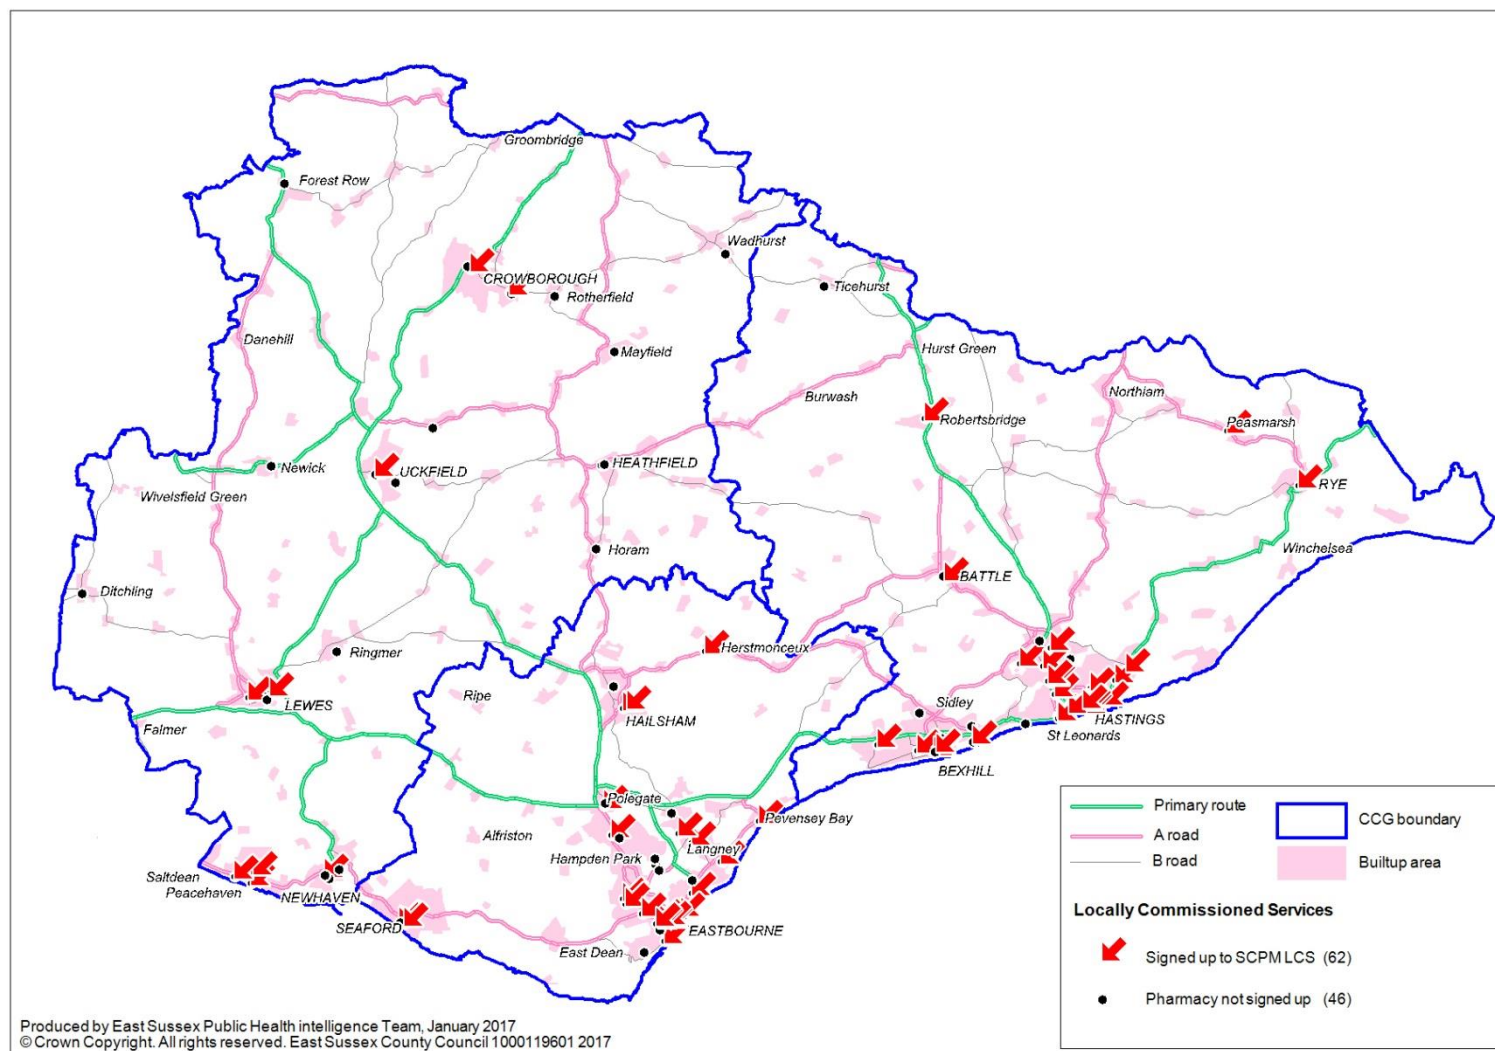 Groombridge
Forest Row
Wadhurst
CROWBOROUGH
Ticehurst
Rotherfield
Danehill
Hurst Green
Mayfield
Burwash
Northiam
Robertsbridge
Peasmarsh
Newick
UCKFIELD
HEATHFIELD
RYE
Wivelsfield Green
Horam
Winchelsea
Ditchling
BATTLE
Ringmer
Herstmonceux
Ripe
LEWES
Sidley
HAILSHAM
HASTINGS
Falmer
St Leonards
BEXHILL
Polegate
Pevensey Bay
Alfriston
Langney
Hampden Park
Saltdean
Peacehaven
NEWHAVEN
SEAFORD
EASTBOURNE
East Dean
Primary route
CCG boundary
A road
B road
Builtup area
Locally Commissioned Services
Signed up to SCPM LCS (62)
Pharmacy not signed up (46)
Produced by East Sussex Public Health intelligence Team, January 2017
© Crown Copyright. All rights reserved. East Sussex County Council 1000119601 2017